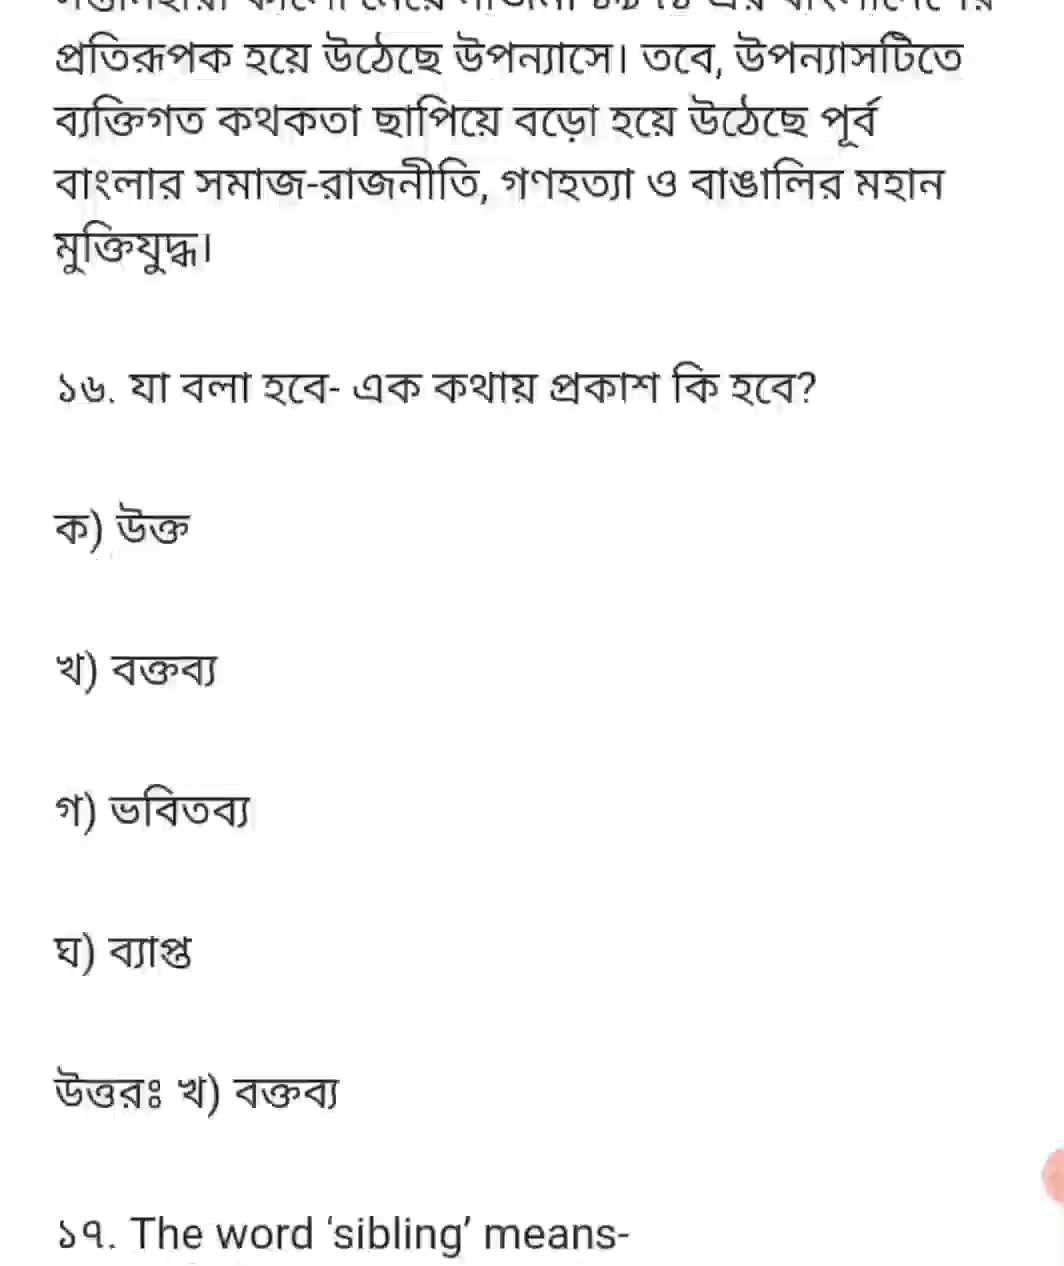 প্রতিরূপক হয়ে উঠেছে উপন্যাসে। তবে, উপন্যাসটিতে
ব্যক্তিগত কথকতা ছাপিয়ে বড়ো হয়ে উঠেছে পূর্ব
বাংলার সমাজ-রাজনীতি, গণহত্যা ও বাঙালির মহান
মুক্তিযুদ্ধ।
১৬. যা বলা হবে- এক কথায় প্রকাশ কি হবে?
ক) উক্ত
খ) বক্তব্য
গ) ভবিতব্য
ঘ) ব্যাপ্ত
উত্তরঃ খ) বক্তব্য
১৭. The word ‘sibling’ means-